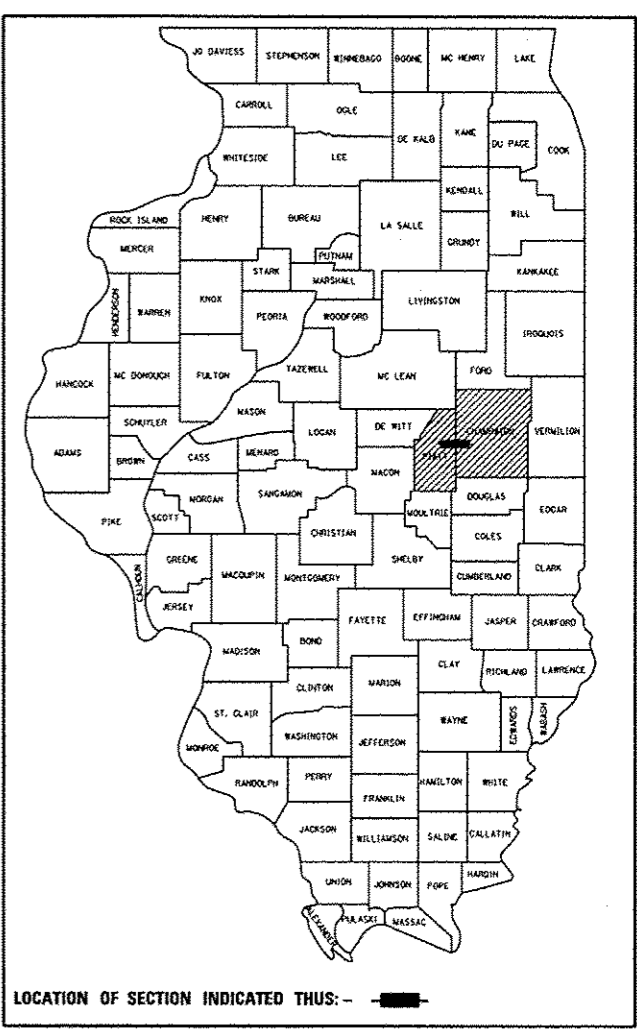 JO DAVIESS STEPHENSON WINNEBAGO BOONE MC HENRY LAKE
CARROLL OGLE DE KALB KANE DU PAGE COOK
WHITESIDE LEE KENDALL WILL
ROCK ISLAND HENRY BUREAU LA SALLE GRUNDY
MERCER PUTNAM KANKAKEE
STARK MARSHALL
HENDERSON WARREN KNOX PEORIA WOODFORD LIVINGSTON IROQUOIS
HANCOCK MC DONOUGH FULTON TAZEWELL MC LEAN FORD
SCHUYLER MASON LOGAN DE WITT CHAMPAIGN VERMILION
ADAMS BROWN CASS MENARD MACON PIATT
PIKE SCOTT MORGAN SANGAMON MOULTRIE DOUGLAS EDGAR
CHRISTIAN COLES
CALHOUN GREENE MACOUPIN MONTGOMERY SHELBY CUMBERLAND CLARK
JERSEY FAYETTE EFFINGHAM JASPER CRAWFORD
MADISON BOND
CLINTON MARION CLAY RICHLAND LAWRENCE
ST. CLAIR WASHINGTON JEFFERSON WAYNE EDWARDS WABASH
MONROE
RANDOLPH PERRY FRANKLIN HAMILTON WHITE
JACKSON WILLIAMSON SALINE GALLATIN
UNION JOHNSON POPE HARDIN
ALEXANDER PULASKI MASSAC
LOCATION OF SECTION INDICATED THUS: –